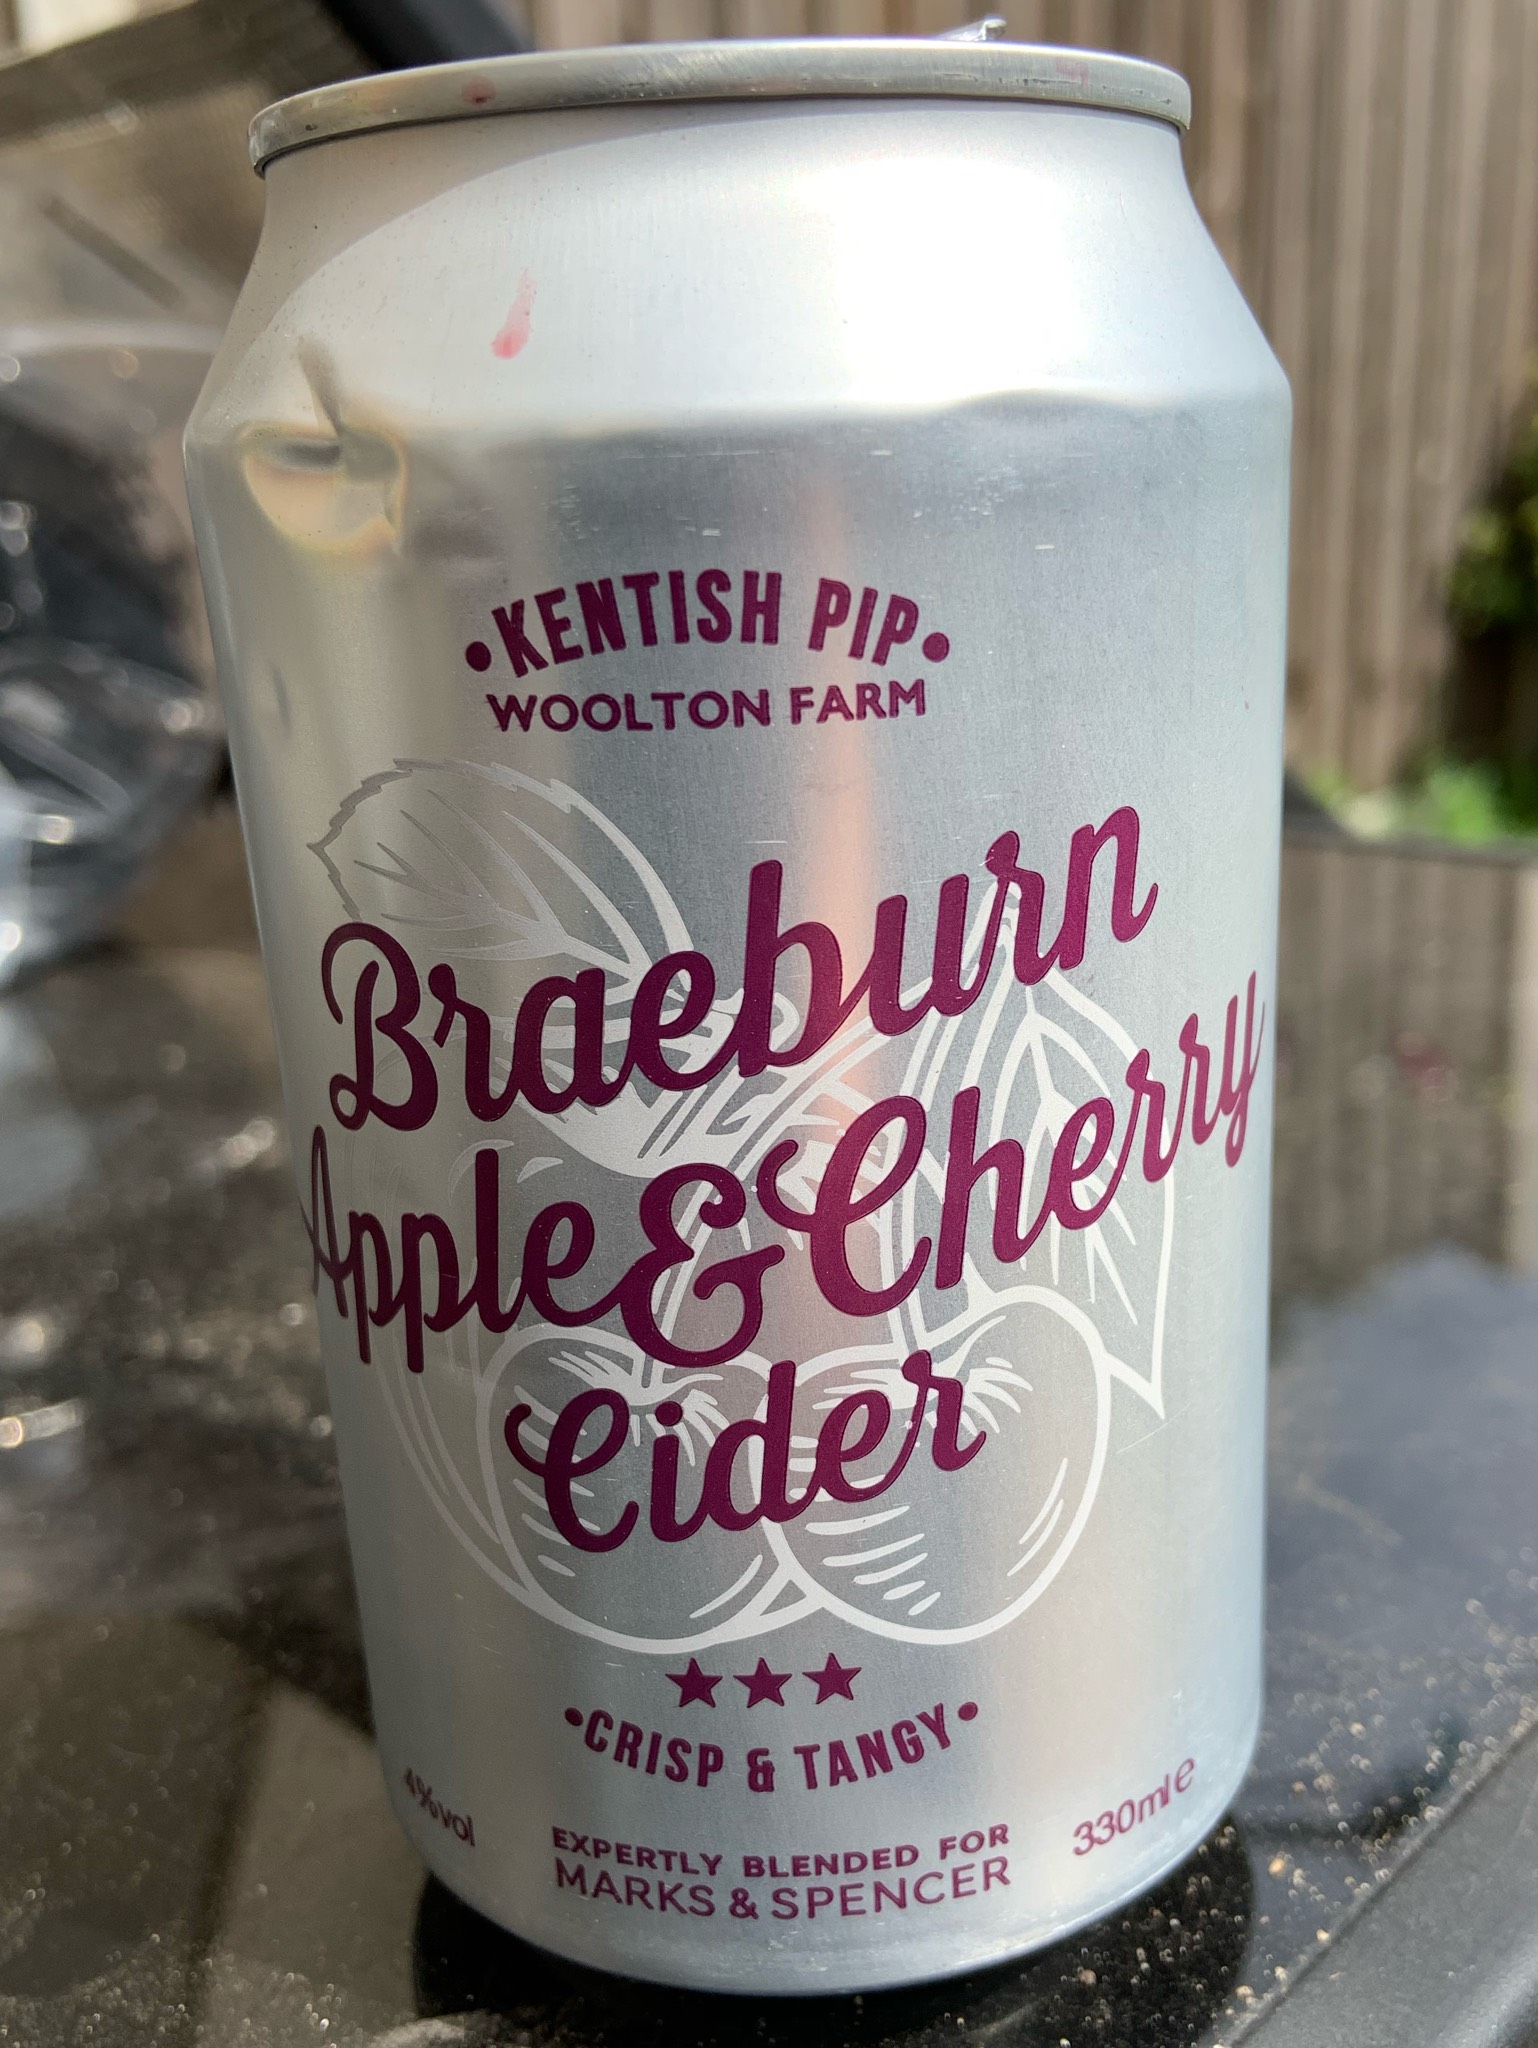 •KENTISH PIP•
WOOLTON FARM
Braeburn
Apple & Cherry
Cider
★★★
•CRISP & TANGY•
4%vol
330ml e
EXPERTLY BLENDED FOR
MARKS & SPENCER